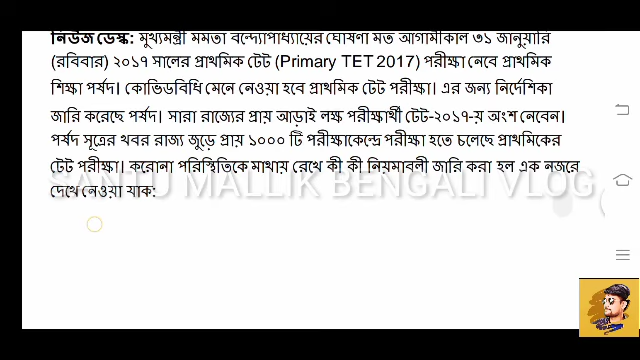 নিউজ ডেস্ক: মুখ্যমন্ত্রী মমতা বন্দ্যোপাধ্যায়ের ঘোষণা মত আগামীকাল ৩১ জানুয়ারি
(রবিবার) ২০১৭ সালের প্রাথমিক টেট (Primary TET 2017) পরীক্ষা নেবে প্রাথমিক
শিক্ষা পর্ষদ। কোভিডবিধি মেনে নেওয়া হবে প্রাথমিক টেট পরীক্ষা। এর জন্য নির্দেশিকা
জারি করেছে পর্ষদ। সারা রাজ্যের প্রায় আড়াই লক্ষ পরীক্ষার্থী টেট-২০১৭-য় অংশ নেবেন।
পর্ষদ সূত্রের খবর রাজ্য জুড়ে প্রায় ১০০০ টি পরীক্ষাকেন্দ্রে পরীক্ষা হতে চলেছে প্রাথমিকের
টেট পরীক্ষা। করোনা পরিস্থিতিকে মাথায় রেখে কী কী নিয়মাবলী জারি করা হল এক নজরে
দেখে নেওয়া যাক:
SANTU MALLIK BENGALI VLOG